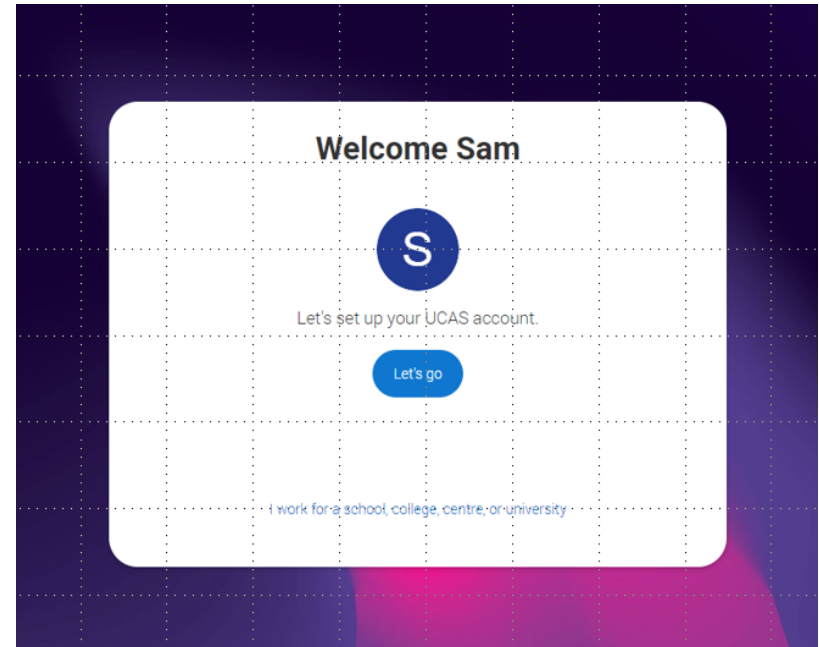 Welcome Sam
S
Let's set up your UCAS account.
Let's go
I work for a school, college, centre, or university